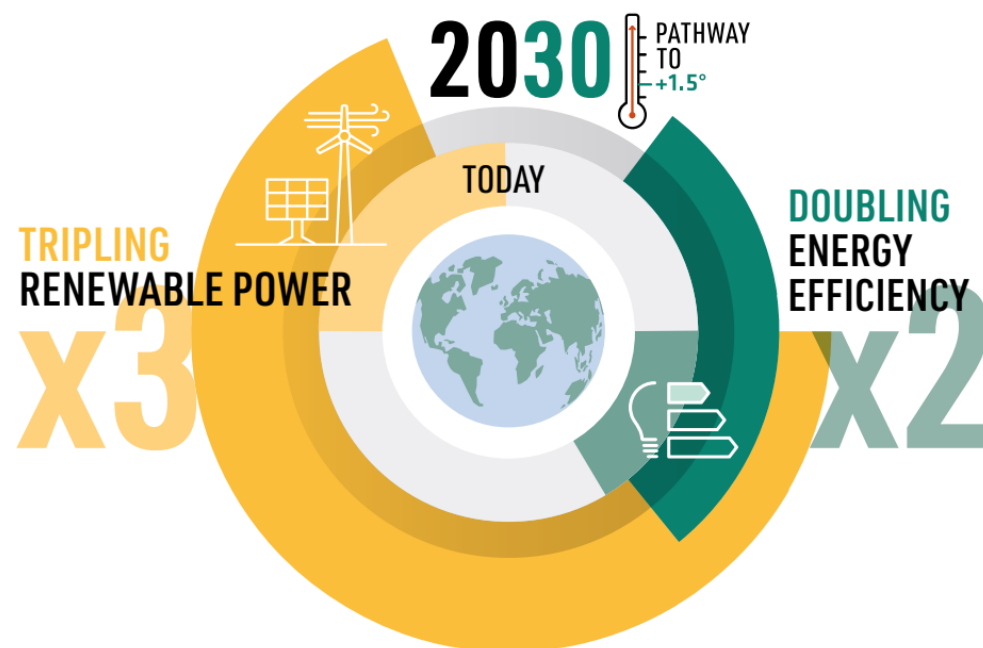 2030
PATHWAY
TO
+1.5°
TODAY
TRIPLING
RENEWABLE POWER
x3
DOUBLING
ENERGY
EFFICIENCY
x2